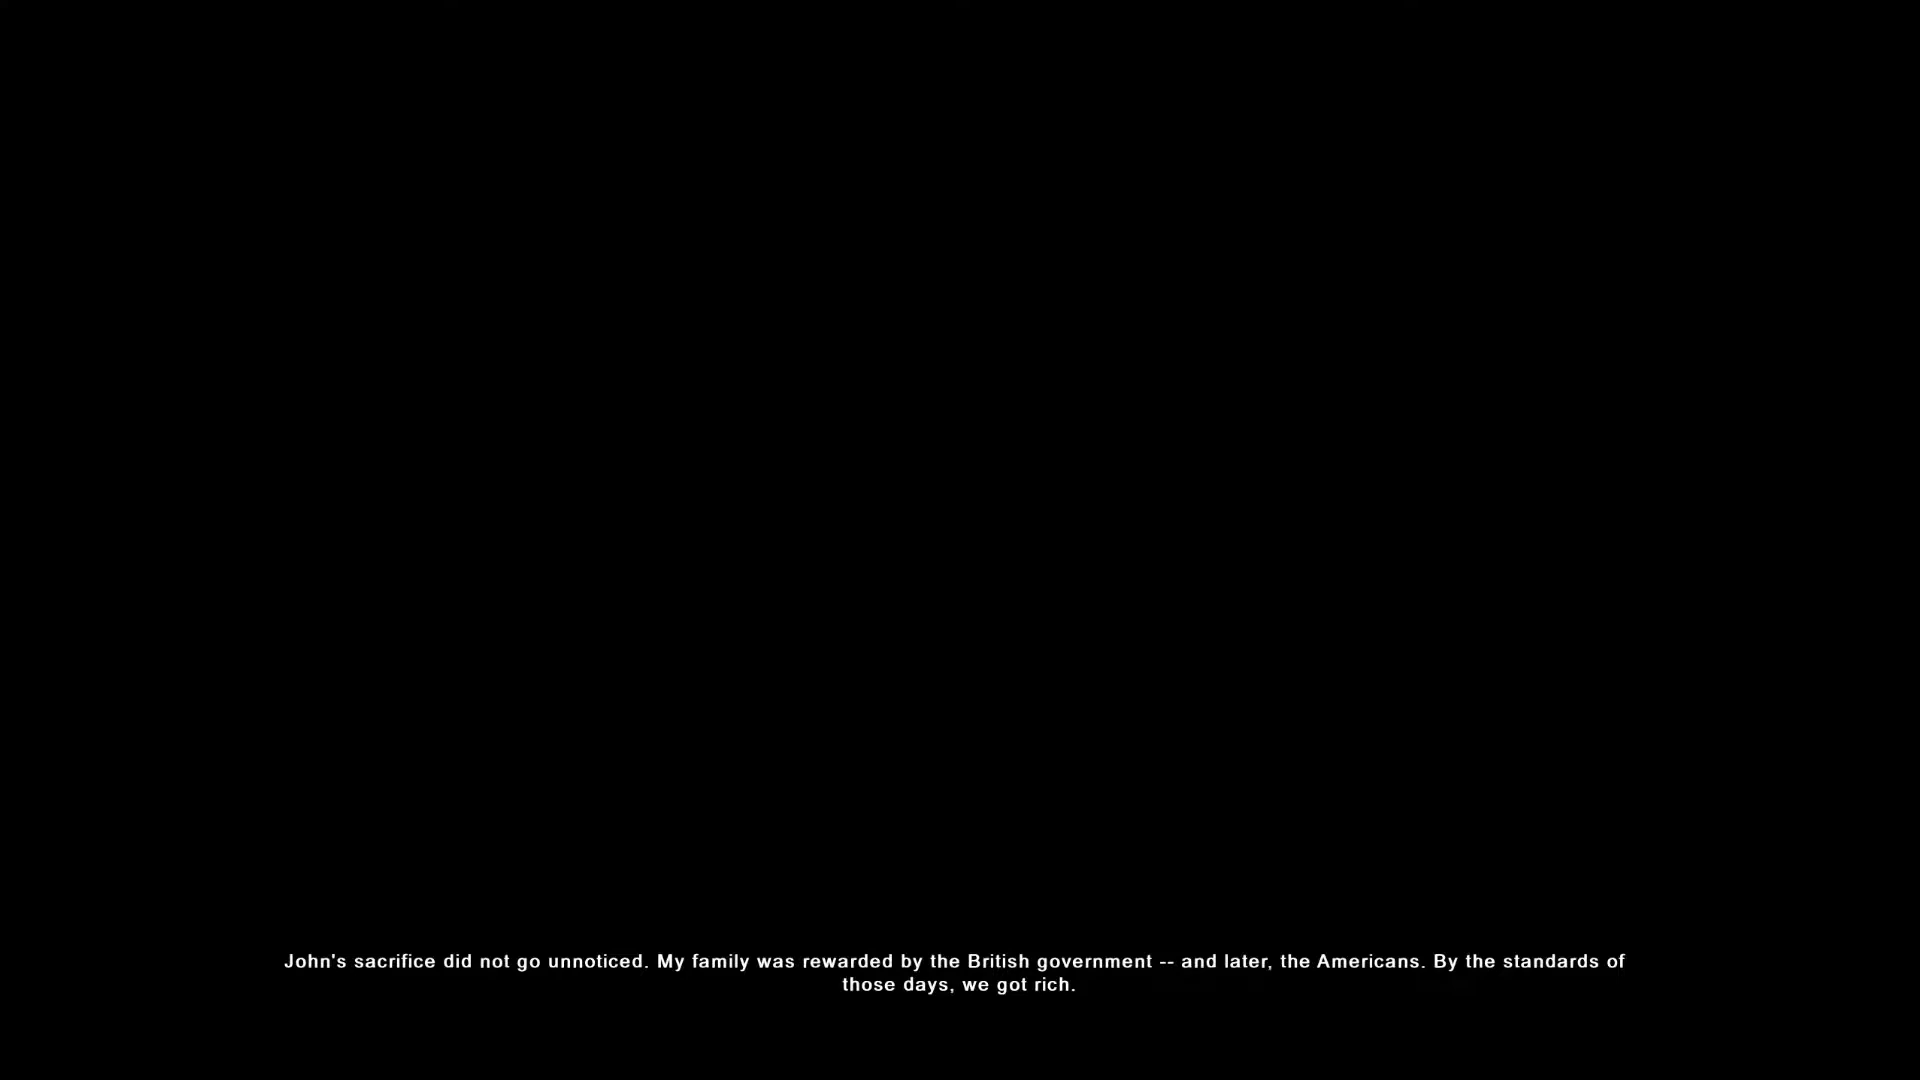 John's sacrifice did not go unnoticed. My family was rewarded by the British government -- and later, the Americans. By the standards of
those days, we got rich.